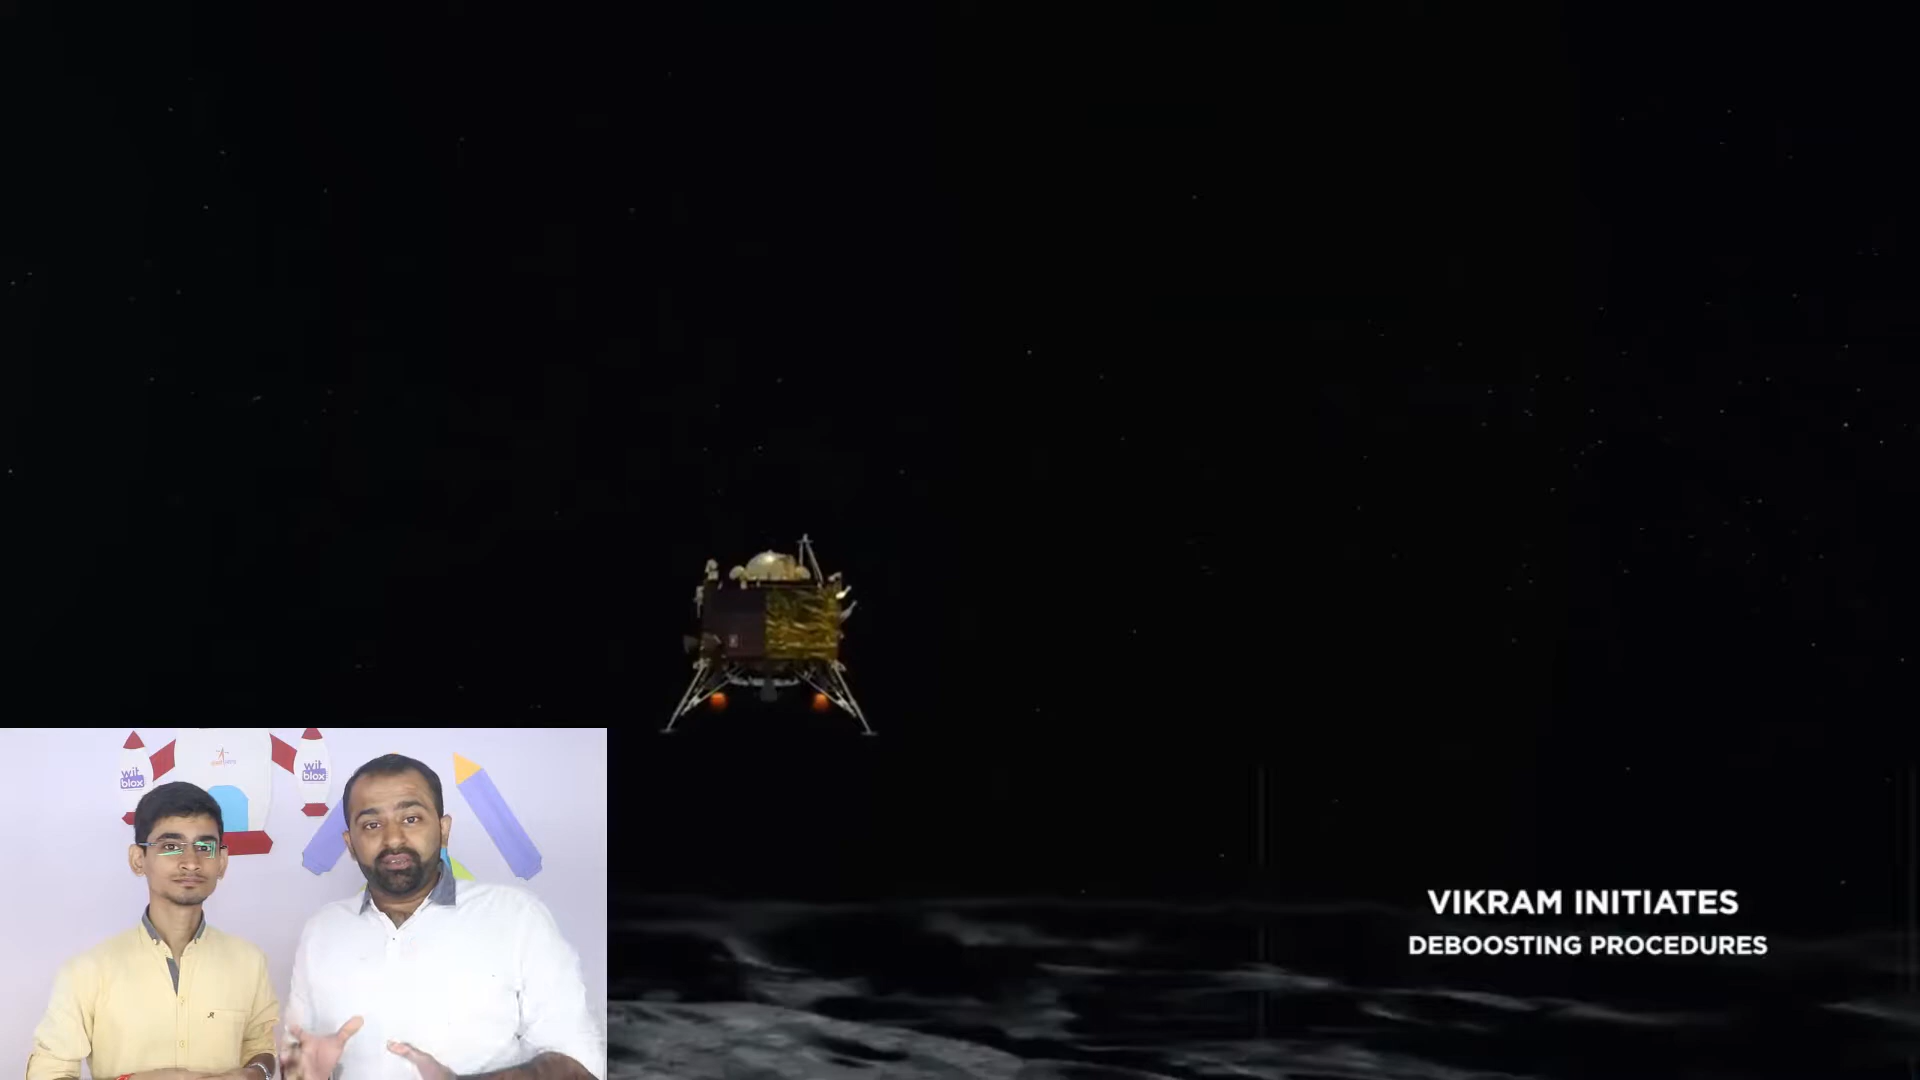 wit
blox
wit
blox
VIKRAM INITIATES
DEBOOSTING PROCEDURES